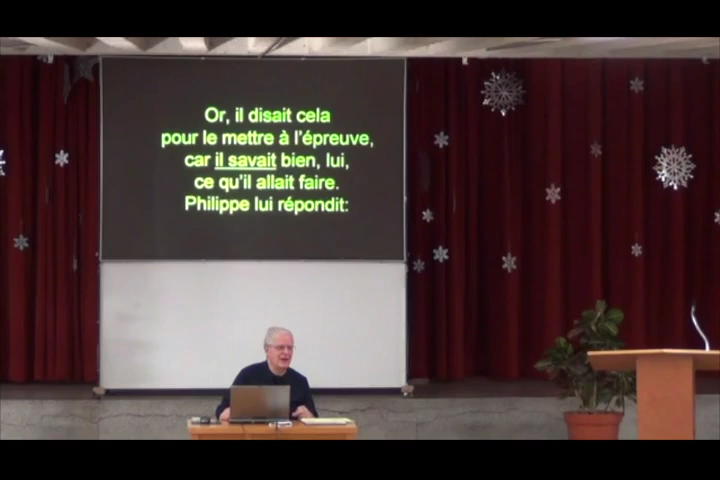 Or, il disait cela
pour le mettre à l'épreuve,
car il savait bien, lui,
ce qu'il allait faire.
Philippe lui répondit: